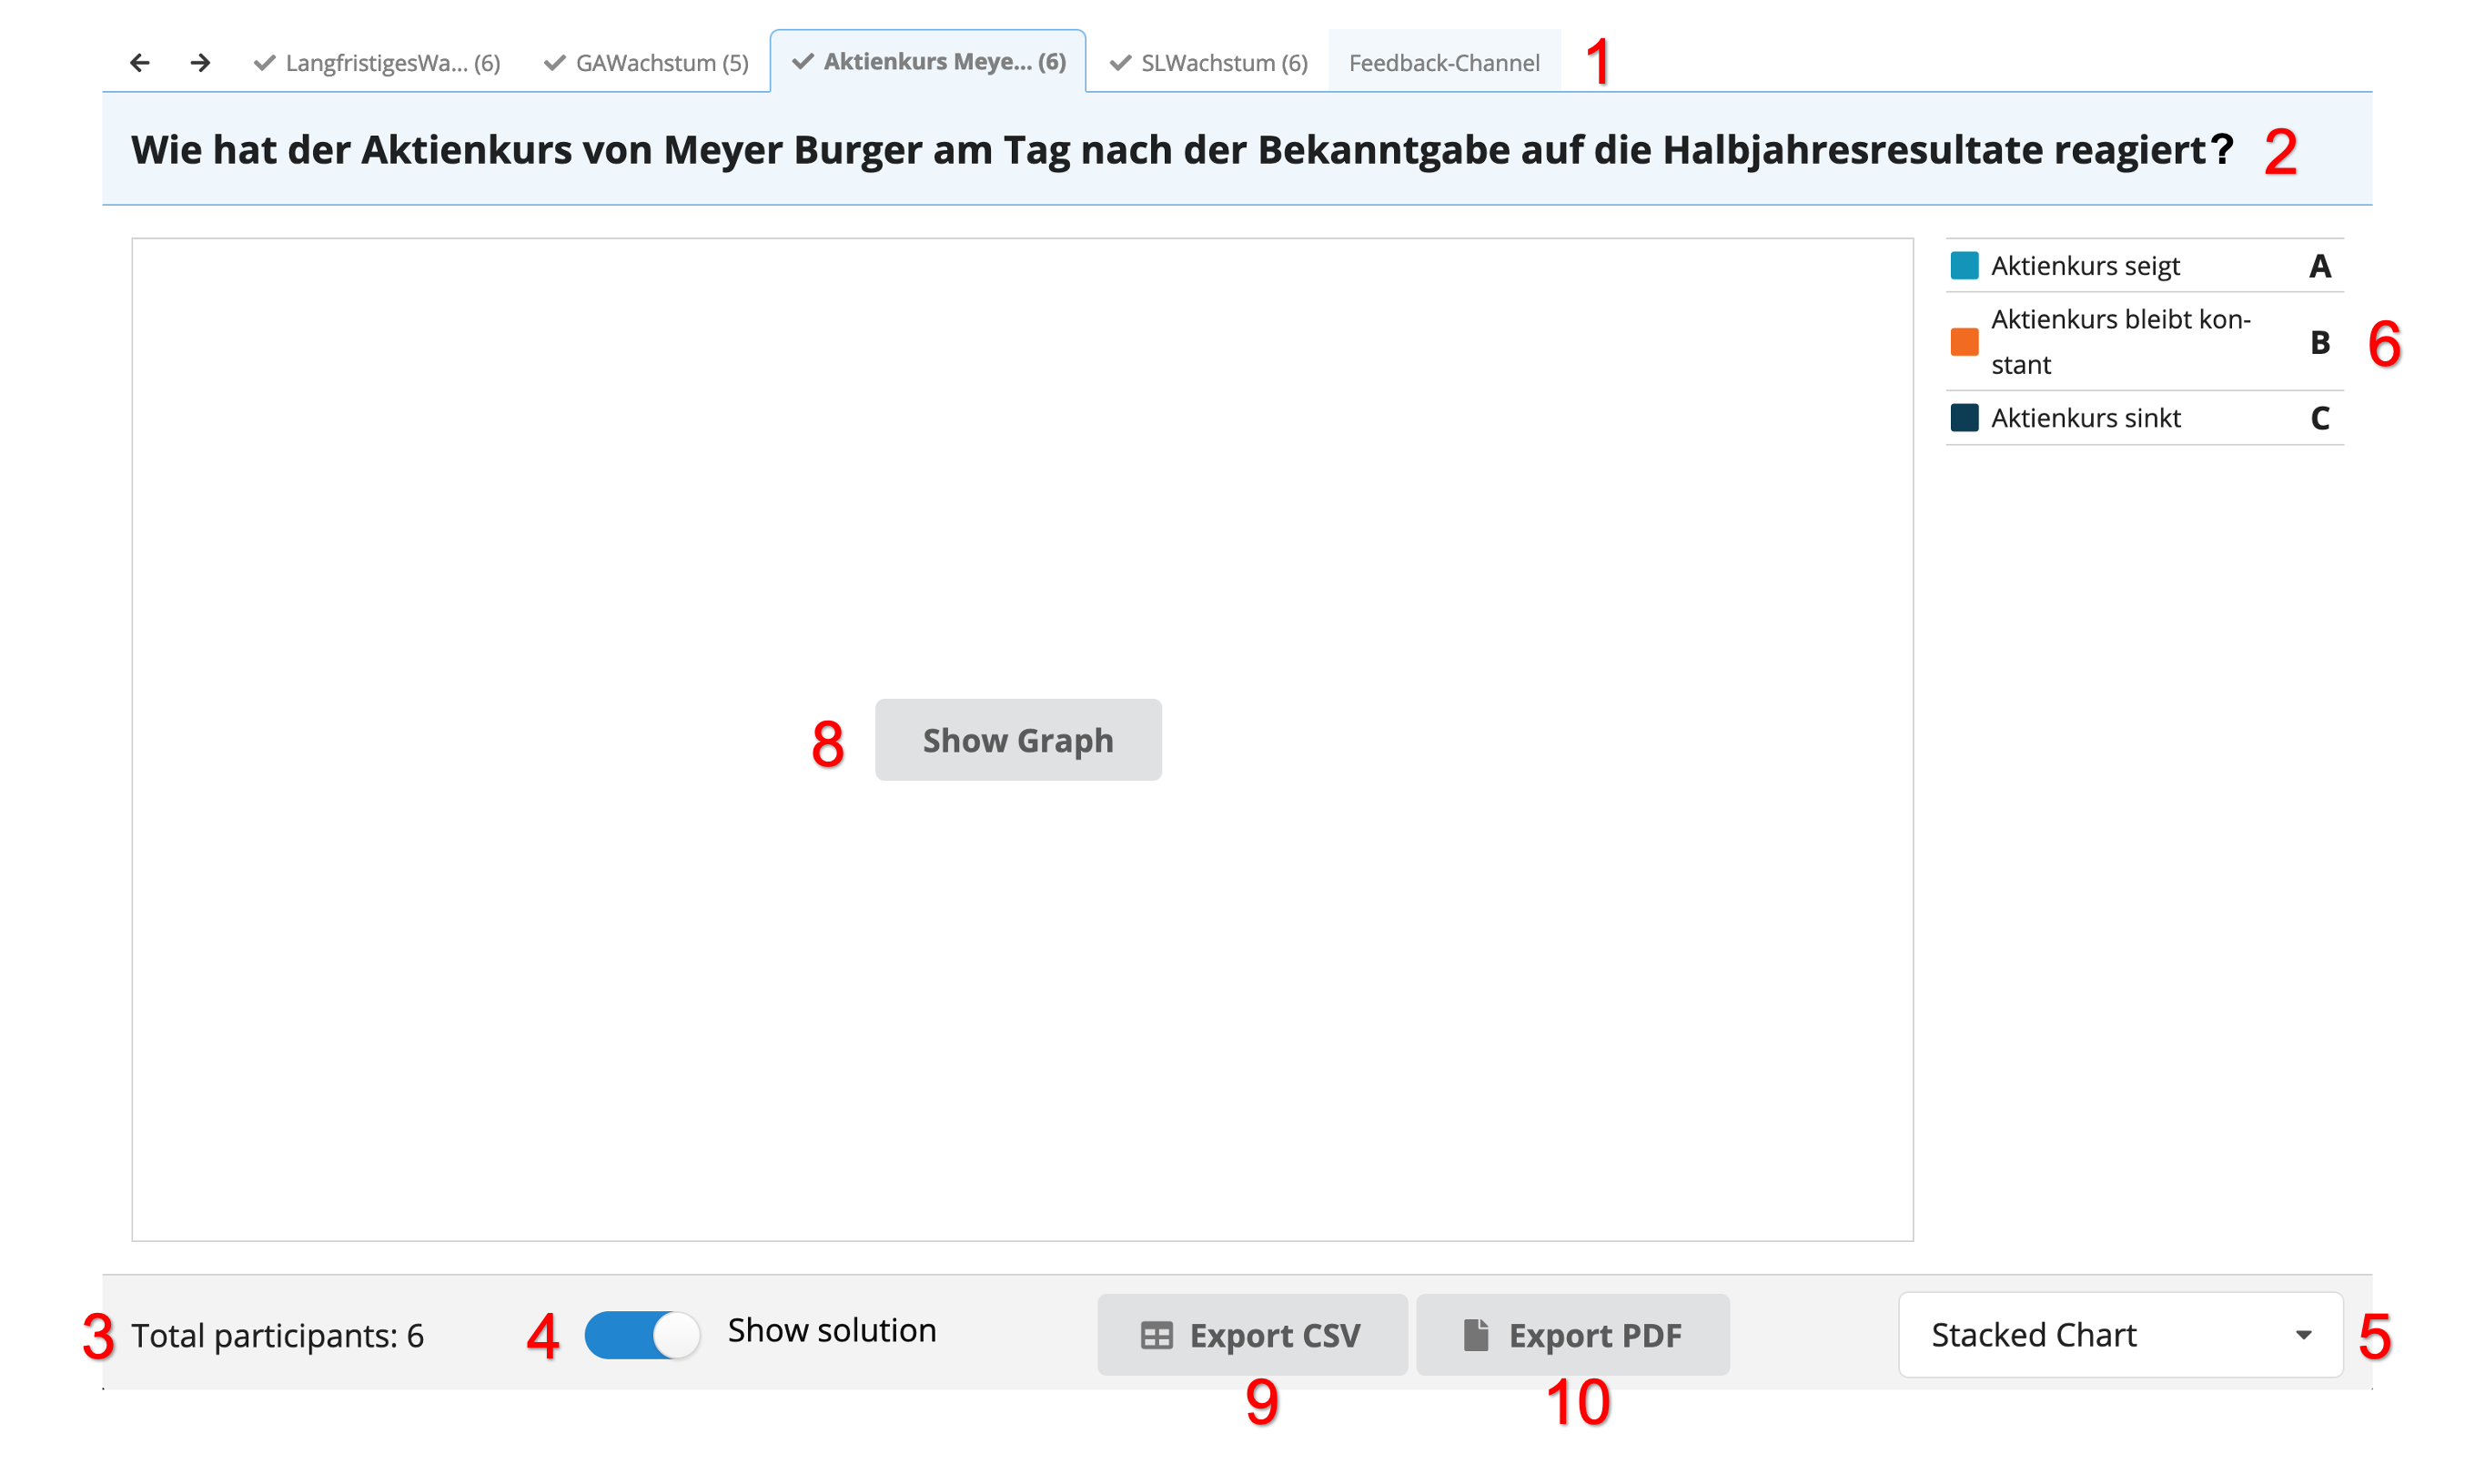 LangfristigesWa... (6) GAWachstum (5) Aktienkurs Meye... (6) SLWachstum (6) Feedback-Channel 1
Wie hat der Aktienkurs von Meyer Burger am Tag nach der Bekanntgabe auf die Halbjahresresultate reagiert? 2
Aktienkurs seigt A
Aktienkurs bleibt kon-
stant B 6
Aktienkurs sinkt C
8 Show Graph
3 Total participants: 6 4 Show solution Export CSV Export PDF Stacked Chart 5
9 10